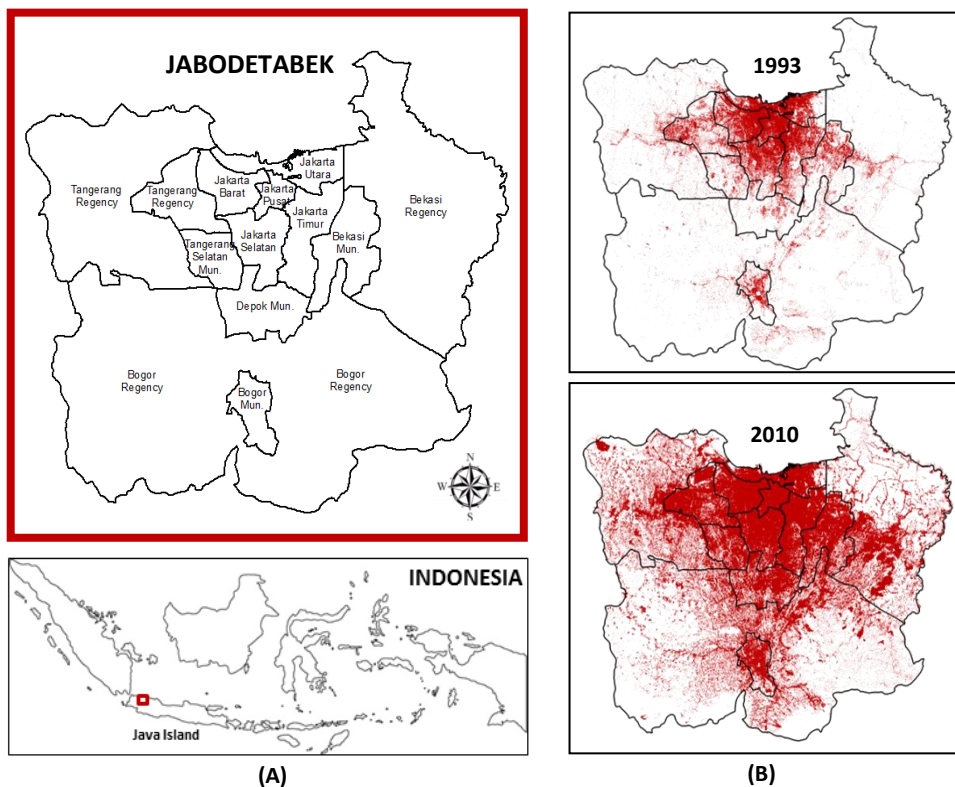 JABODETABEK
Jakarta
Utara
Tangerang
Regency
Tangerang
Regency
Jakarta
Barat
Jakarta
Pusat
Jakarta
Timur
Bekasi
Regency
Jakarta
Selatan
Tangerang
Selatan
Mun.
Bekasi
Mun.
Depok Mun.
Bogor
Regency
Bogor
Mun.
Bogor
Regency
N
W
E
S
INDONESIA
Java Island
(A)
1993
2010
(B)